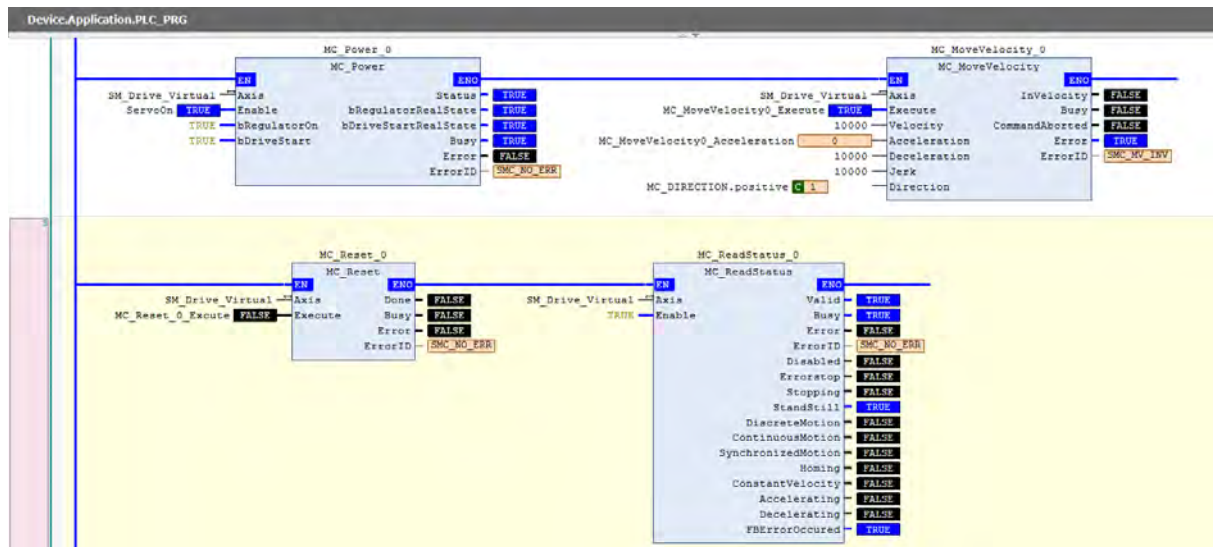 Device.Application.PLC_PRG
MC_Power_0
MC_Power
EN ENO
SM_Drive_Virtual Axis Status TRUE
ServoOn TRUE Enable bRegulatorRealState TRUE
TRUE bRegulatorOn bDriveStartRealState TRUE
TRUE bDriveStart Busy TRUE
Error FALSE
ErrorID SMC_NO_ERR
MC_MoveVelocity_0
MC_MoveVelocity
EN ENO
SM_Drive_Virtual Axis InVelocity FALSE
MC_MoveVelocity0_Execute TRUE Execute Busy FALSE
10000 Velocity CommandAborted FALSE
MC_MoveVelocity0_Acceleration 0 Acceleration Error TRUE
10000 Deceleration ErrorID SMC_MV_INV
10000 Jerk
MC_DIRECTION.positive C 1 Direction
MC_Reset_0
MC_Reset
EN ENO
SM_Drive_Virtual Axis Done FALSE
MC_Reset_0_Excute FALSE Execute Busy FALSE
Error FALSE
ErrorID SMC_NO_ERR
MC_ReadStatus_0
MC_ReadStatus
EN ENO
SM_Drive_Virtual Axis Valid TRUE
TRUE Enable Busy TRUE
Error FALSE
ErrorID SMC_NO_ERR
Disabled FALSE
Errorstop FALSE
Stopping FALSE
StandStill TRUE
DiscreteMotion FALSE
ContinuousMotion FALSE
SynchronizedMotion FALSE
Homing FALSE
ConstantVelocity FALSE
Accelerating FALSE
Decelerating FALSE
FBErrorOccured TRUE